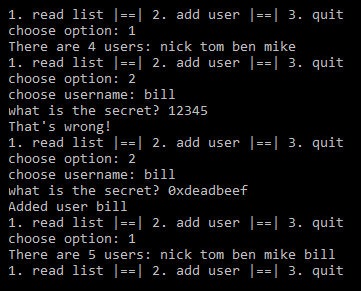 1. read list |==| 2. add user |==| 3. quit
choose option: 1
There are 4 users: nick tom ben mike
1. read list |==| 2. add user |==| 3. quit
choose option: 2
choose username: bill
what is the secret? 12345
That's wrong!
1. read list |==| 2. add user |==| 3. quit
choose option: 2
choose username: bill
what is the secret? 0xdeadbeef
Added user bill
1. read list |==| 2. add user |==| 3. quit
choose option: 1
There are 5 users: nick tom ben mike bill
1. read list |==| 2. add user |==| 3. quit